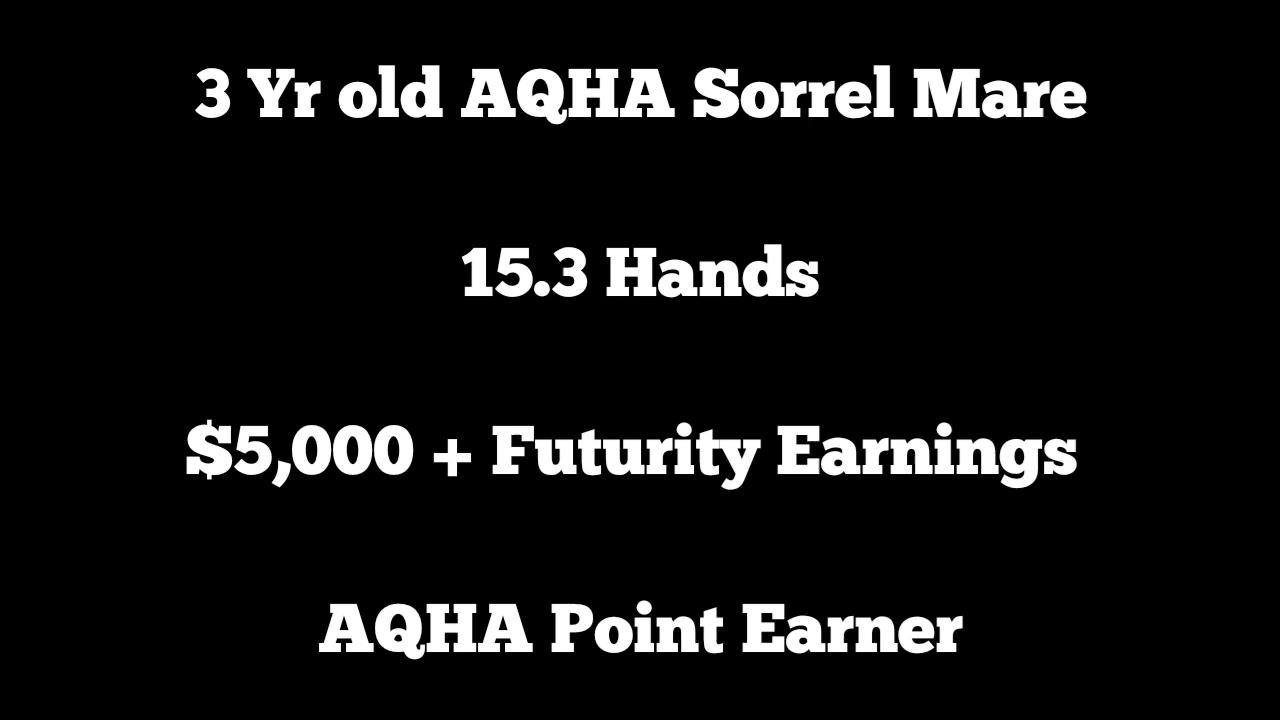 3 Yr old AQHA Sorrel Mare
15.3 Hands
$5,000 + Futurity Earnings
AQHA Point Earner